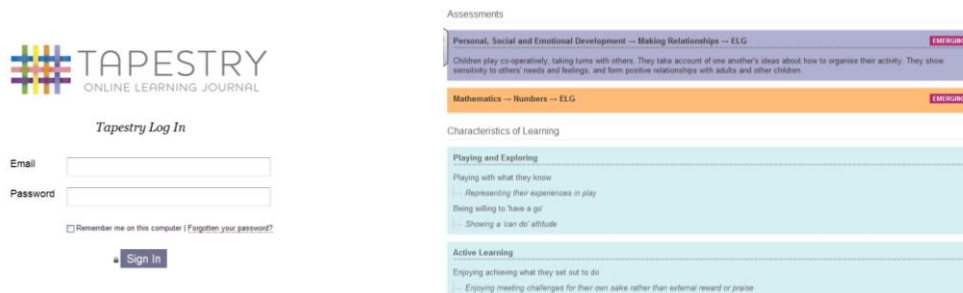 TAPESTRY
ONLINE LEARNING JOURNAL
Tapestry Log In
Email
Password
Remember me on this computer | Forgotten your password?
Sign In
Assessments
Personal, Social and Emotional Development → Making Relationships → ELG
EMERGING
Children play co-operatively, taking turns with others. They take account of one another's ideas about how to organise their activity. They show
sensitivity to others' needs and feelings, and form positive relationships with adults and other children.
Mathematics → Numbers → ELG
EMERGING
Characteristics of Learning
Playing and Exploring
Playing with what they know
Representing their experiences in play
Being willing to 'have a go'
Showing a 'can do' attitude
Active Learning
Enjoying achieving what they set out to do
Enjoying meeting challenges for their own sake rather than external reward or praise